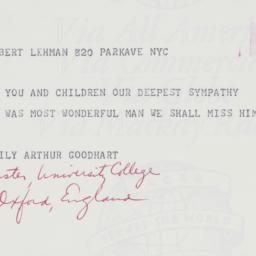 BERT LEHMAN 820 PARKAVE NYC
YOU AND CHILDREN OUR DEEPEST SYMPATHY
WAS MOST WONDERFUL MAN WE SHALL MISS HIM
ILY ARTHUR GOODHART
ster, University College
Oxford, England